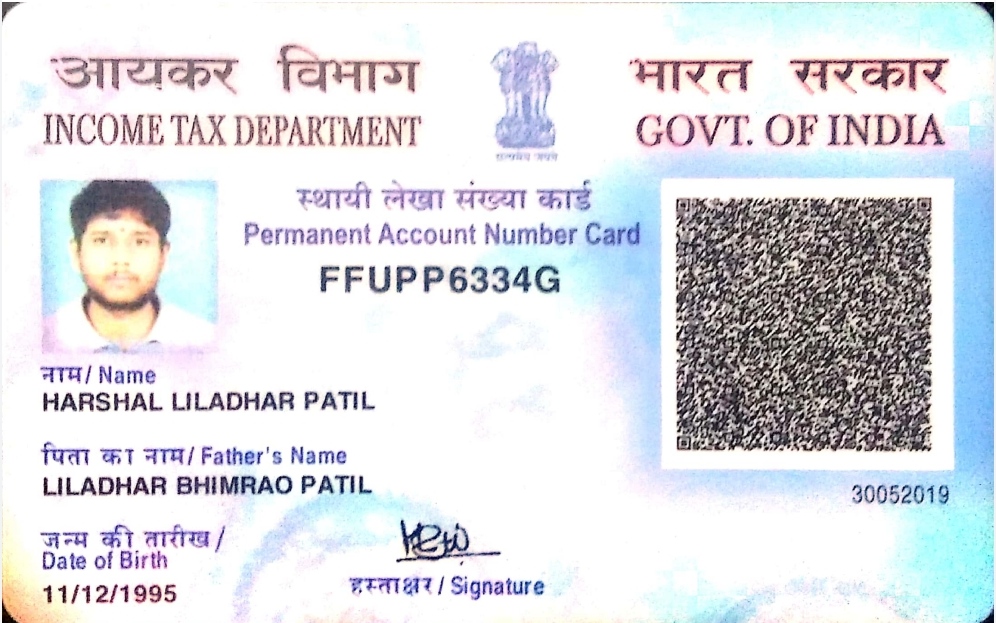 आयकर विभाग
INCOME TAX DEPARTMENT
भारत सरकार
GOVT. OF INDIA
सत्यमेव जयते
स्थायी लेखा संख्या कार्ड
Permanent Account Number Card
FFUPP6334G
नाम / Name
HARSHAL LILADHAR PATIL
पिता का नाम / Father's Name
LILADHAR BHIMRAO PATIL
जन्म की तारीख /
Date of Birth
11/12/1995
हस्ताक्षर / Signature
30052019